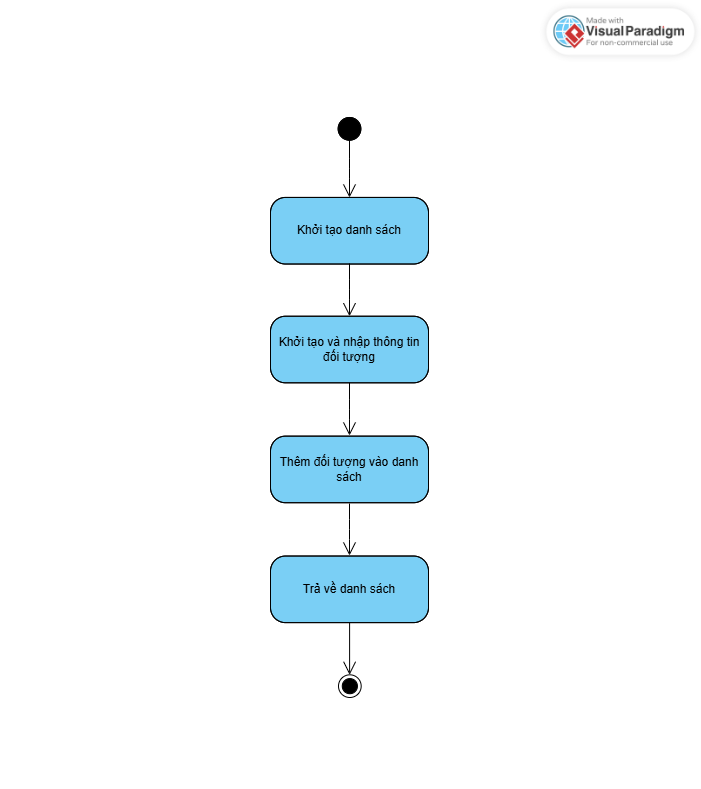 Made with
Visual Paradigm
For non-commercial use
Khởi tạo danh sách
Khởi tạo và nhập thông tin
đối tượng
Thêm đối tượng vào danh
sách
Trả về danh sách